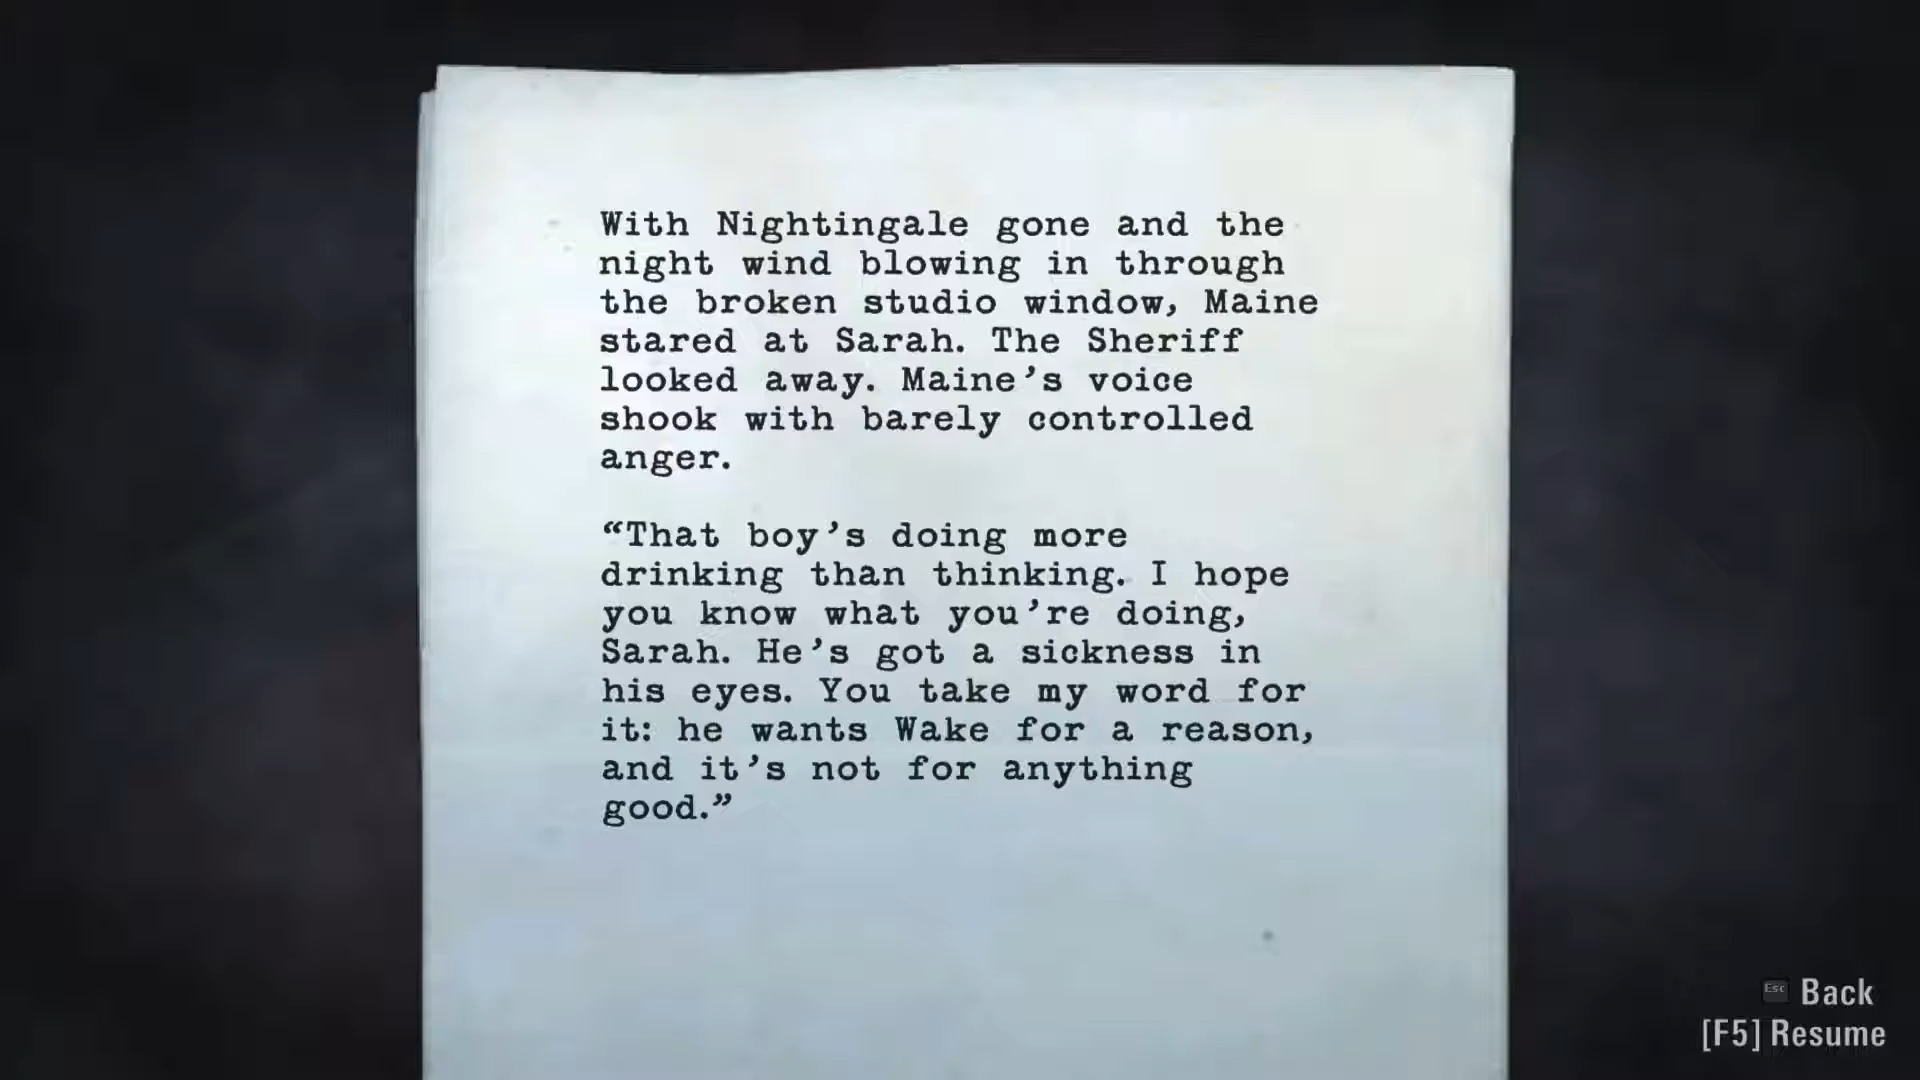 With Nightingale gone and the
night wind blowing in through
the broken studio window, Maine
stared at Sarah. The Sheriff
looked away. Maine’s voice
shook with barely controlled
anger.
“That boy’s doing more
drinking than thinking. I hope
you know what you’re doing,
Sarah. He’s got a sickness in
his eyes. You take my word for
it: he wants Wake for a reason,
and it’s not for anything
good.”
Esc Back
[F5] Resume